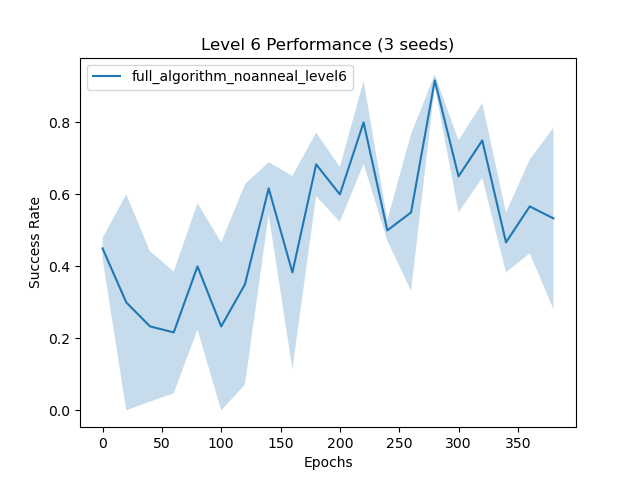 Level 6 Performance (3 seeds)
full_algorithm_noanneal_level6
Success Rate
0.8
0.6
0.4
0.2
0.0
0 50 100 150 200 250 300 350
Epochs